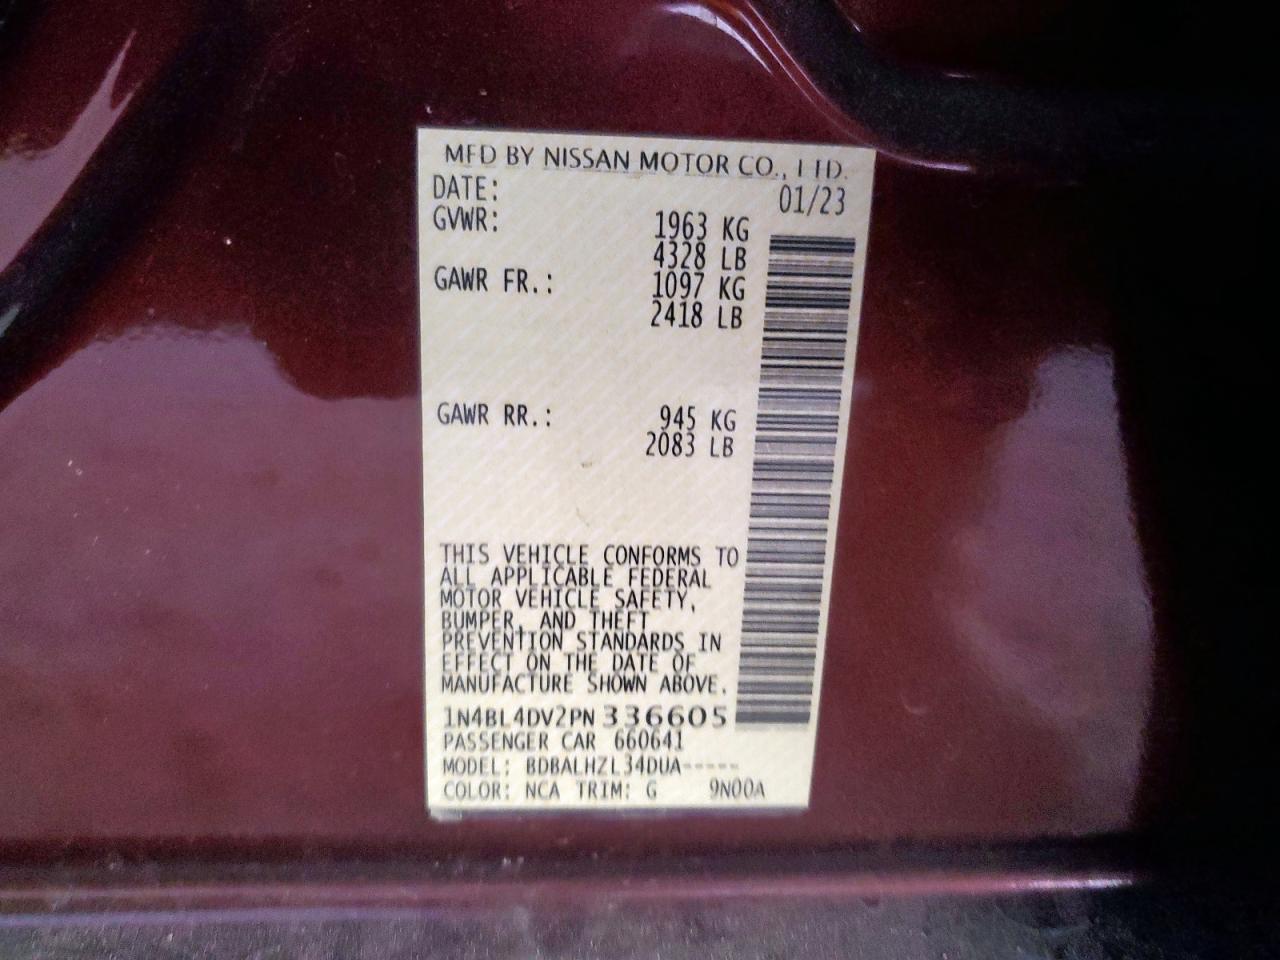 MFD BY NISSAN MOTOR CO., LTD.
DATE: 01/23
GVWR: 1963 KG
4328 LB
GAWR FR.: 1097 KG
2418 LB
GAWR RR.: 945 KG
2083 LB
THIS VEHICLE CONFORMS TO
ALL APPLICABLE FEDERAL
MOTOR VEHICLE SAFETY,
BUMPER, AND THEFT
PREVENTION STANDARDS IN
EFFECT ON THE DATE OF
MANUFACTURE SHOWN ABOVE.
1N4BL4DV2PN336605
PASSENGER CAR 660641
MODEL: BDBALHZL34DUA-----
COLOR: NCA TRIM: G 9N00A